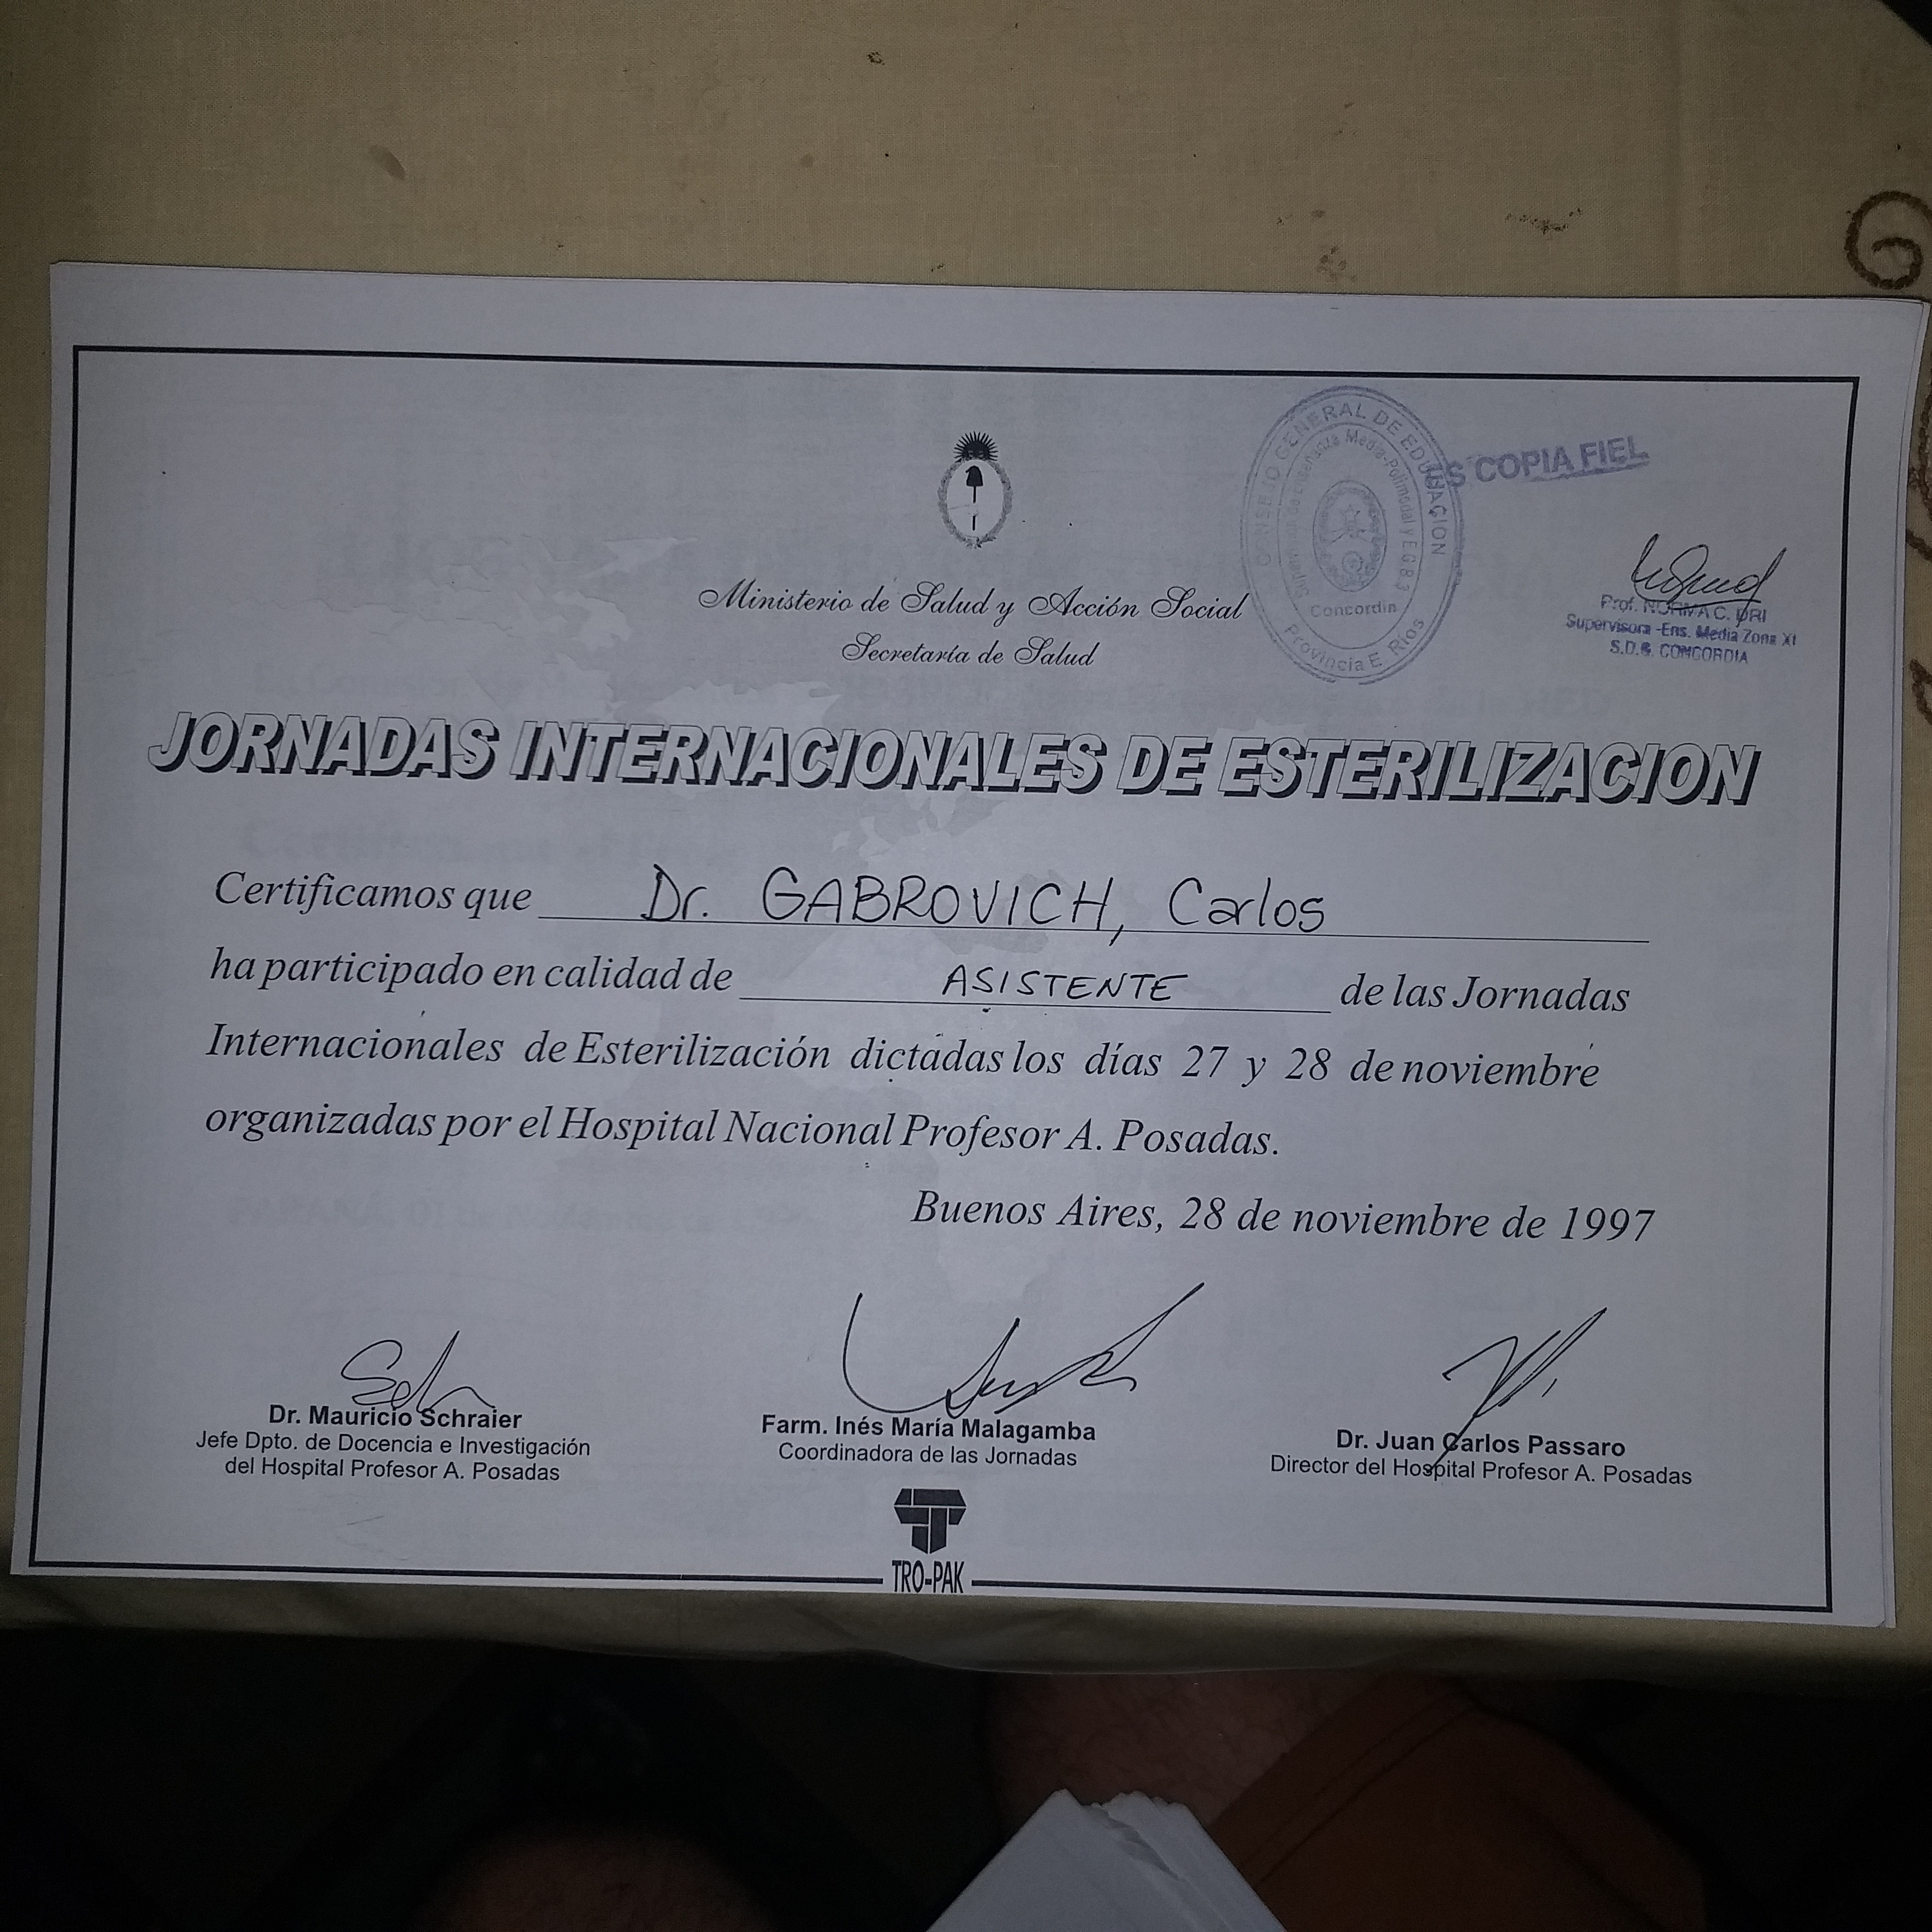 CONSEJO GENERAL DE EDUCACION
Supervisión de Enseñanza Media-Polimodal y EGB 3
Concordia
Provincia E. Ríos
ES COPIA FIEL
Prof. NORMA C. DRI
Supervisora -Ens. Media Zona XI
S.D.G. CONCORDIA
Ministerio de Salud y Acción Social
Secretaría de Salud
JORNADAS INTERNACIONALES DE ESTERILIZACION
Certificamos que Dr. GABROVICH, Carlos
ha participado en calidad de ASISTENTE de las Jornadas
Internacionales de Esterilización dictadas los días 27 y 28 de noviembre
organizadas por el Hospital Nacional Profesor A. Posadas.
Buenos Aires, 28 de noviembre de 1997
Dr. Mauricio Schraier
Jefe Dpto. de Docencia e Investigación
del Hospital Profesor A. Posadas
Farm. Inés María Malagamba
Coordinadora de las Jornadas
Dr. Juan Carlos Passaro
Director del Hospital Profesor A. Posadas
TRO-PAK